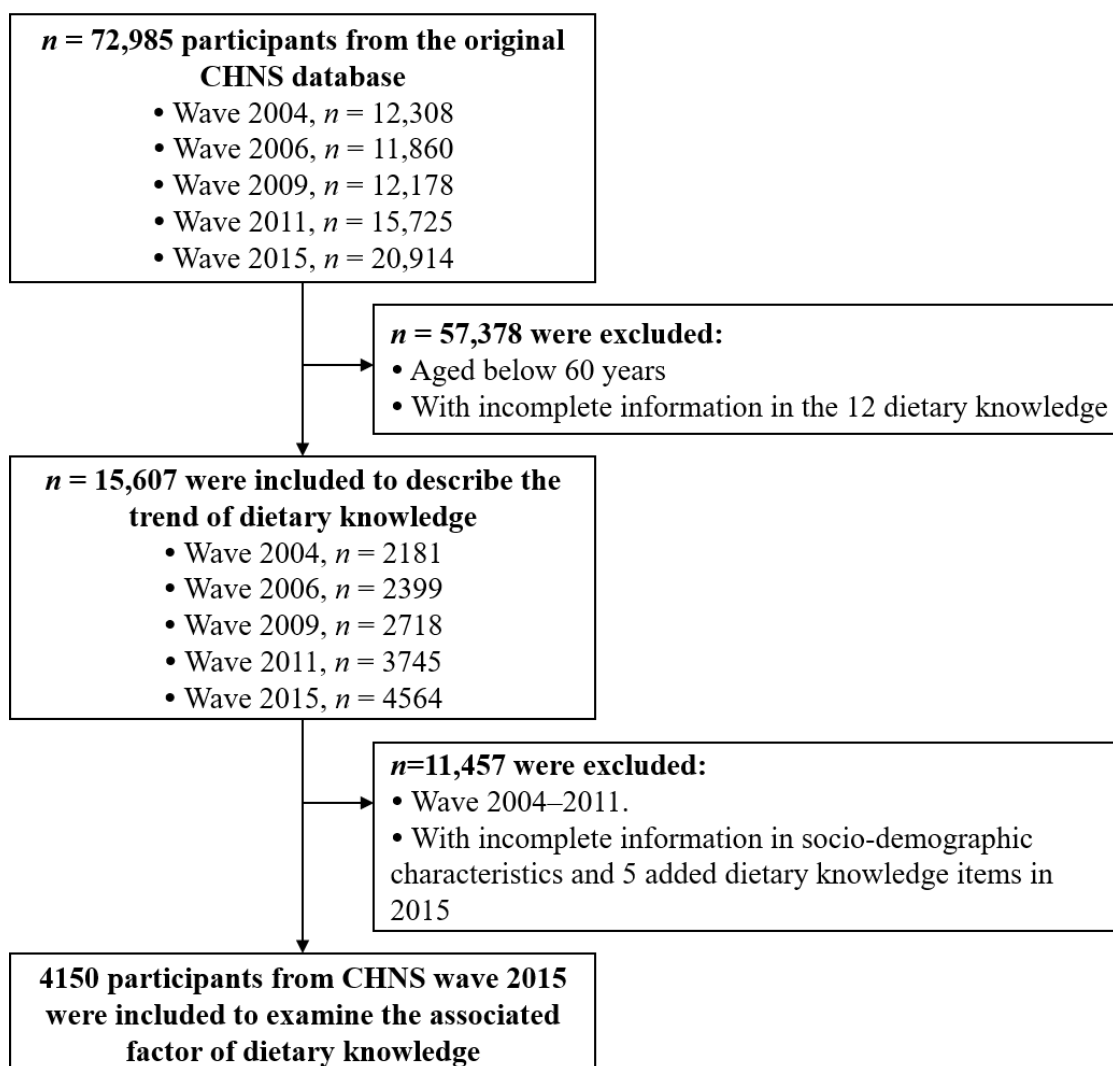 n = 72,985 participants from the original
CHNS database
• Wave 2004, n = 12,308
• Wave 2006, n = 11,860
• Wave 2009, n = 12,178
• Wave 2011, n = 15,725
• Wave 2015, n = 20,914
n = 57,378 were excluded:
• Aged below 60 years
• With incomplete information in the 12 dietary knowledge
n = 15,607 were included to describe the
trend of dietary knowledge
• Wave 2004, n = 2181
• Wave 2006, n = 2399
• Wave 2009, n = 2718
• Wave 2011, n = 3745
• Wave 2015, n = 4564
n=11,457 were excluded:
• Wave 2004–2011.
• With incomplete information in socio-demographic
characteristics and 5 added dietary knowledge items in
2015
4150 participants from CHNS wave 2015
were included to examine the associated
factor of dietary knowledge